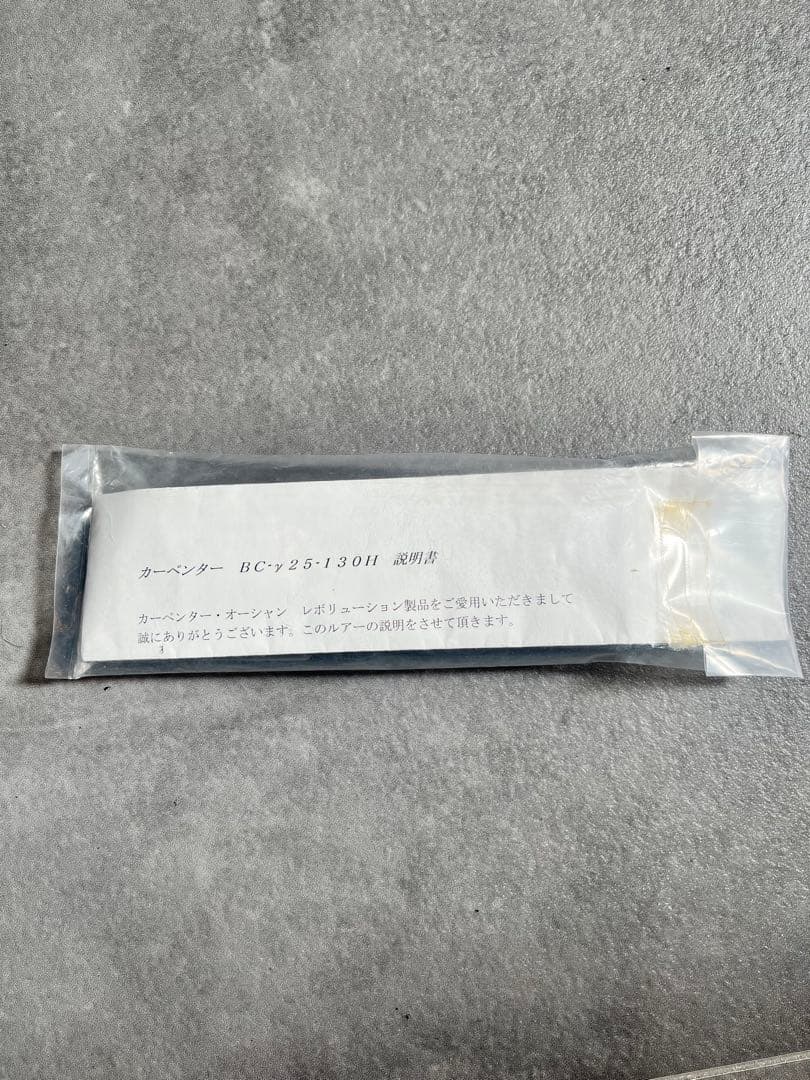 カーベンター　ＢＣ-γ２５-１３０Ｈ　説明書
カーベンター・オーシャン　レボリューション製品をご愛用いただきまして
誠にありがとうございます。このルアーの説明をさせて頂きます。